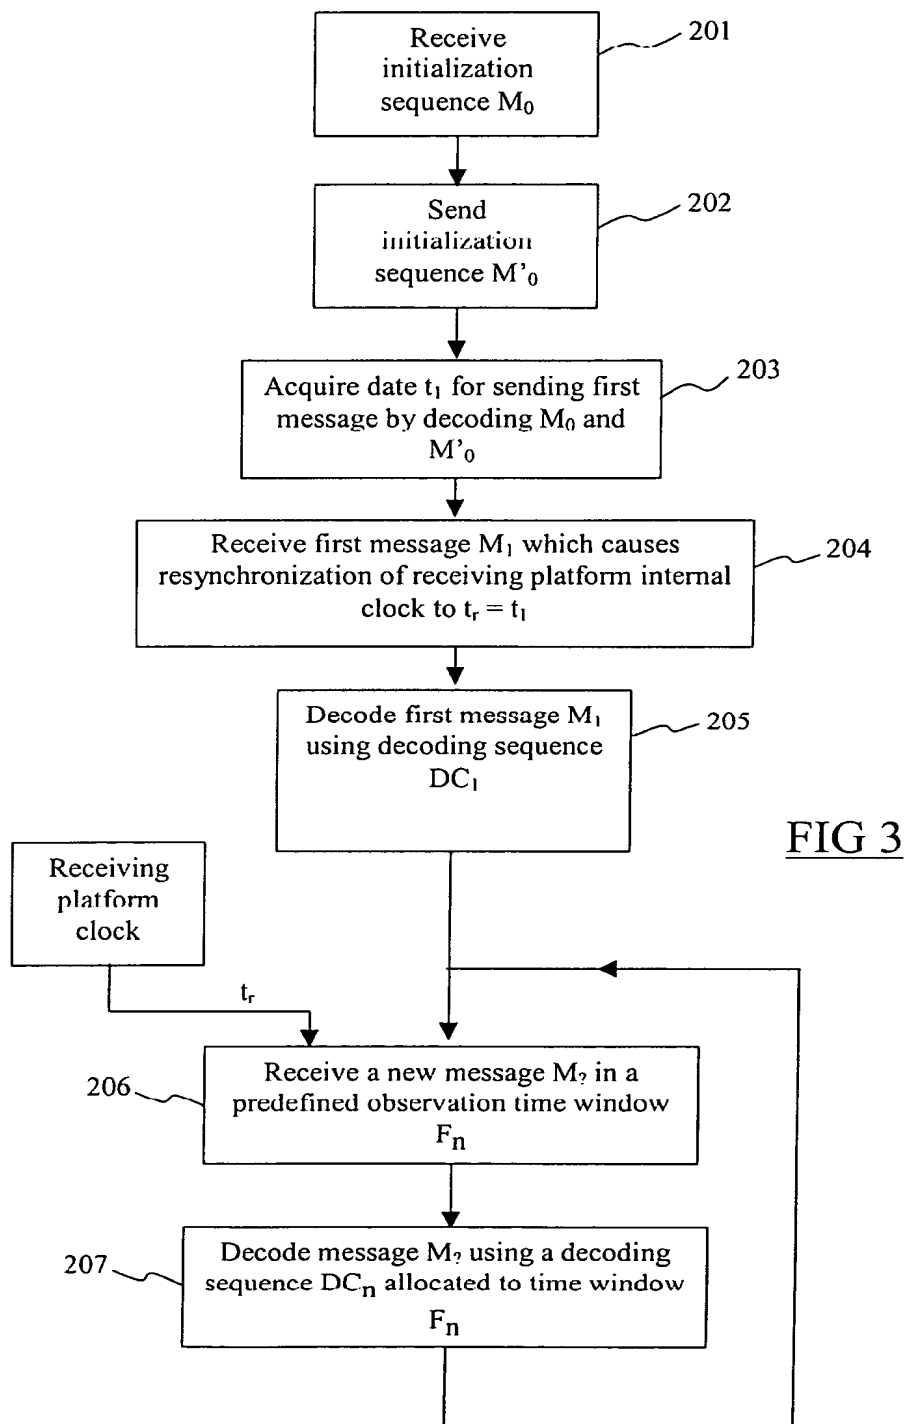 Receive
initialization
sequence M₀
201
Send
initialization
sequence M’₀
202
Acquire date t₁ for sending first
message by decoding M₀ and
M’₀
203
Receive first message M₁ which causes
resynchronization of receiving platform internal
clock to tᵣ = t₁
204
Decode first message M₁
using decoding sequence
DC₁
205
FIG 3
Receiving
platform
clock
tᵣ
Receive a new message M? in a
predefined observation time window
Fₙ
206
Decode message M? using a decoding
sequence DCₙ allocated to time window
Fₙ
207